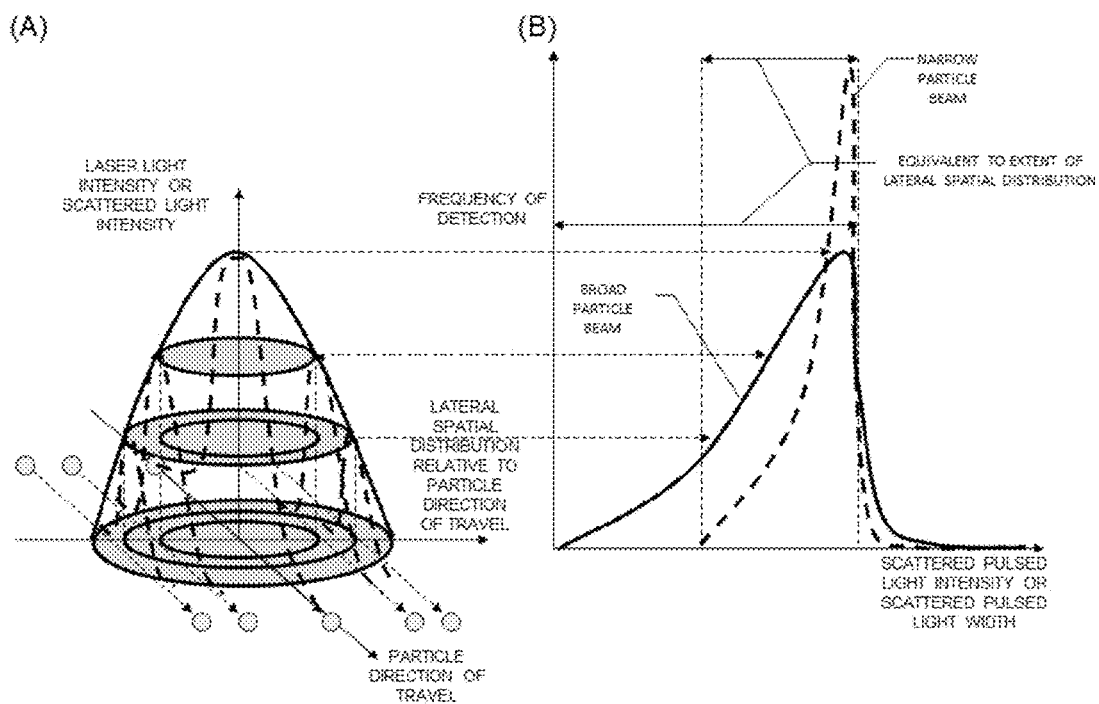 (A)
LASER LIGHT
INTENSITY OR
SCATTERED LIGHT
INTENSITY
LATERAL
SPATIAL
DISTRIBUTION
RELATIVE TO
PARTICLE
DIRECTION
OF TRAVEL
PARTICLE
DIRECTION OF
TRAVEL
(B)
FREQUENCY OF
DETECTION
NARROW
PARTICLE
BEAM
EQUIVALENT TO EXTENT OF
LATERAL SPATIAL DISTRIBUTION
BROAD
PARTICLE
BEAM
SCATTERED PULSED
LIGHT INTENSITY OR
SCATTERED PULSED
LIGHT WIDTH